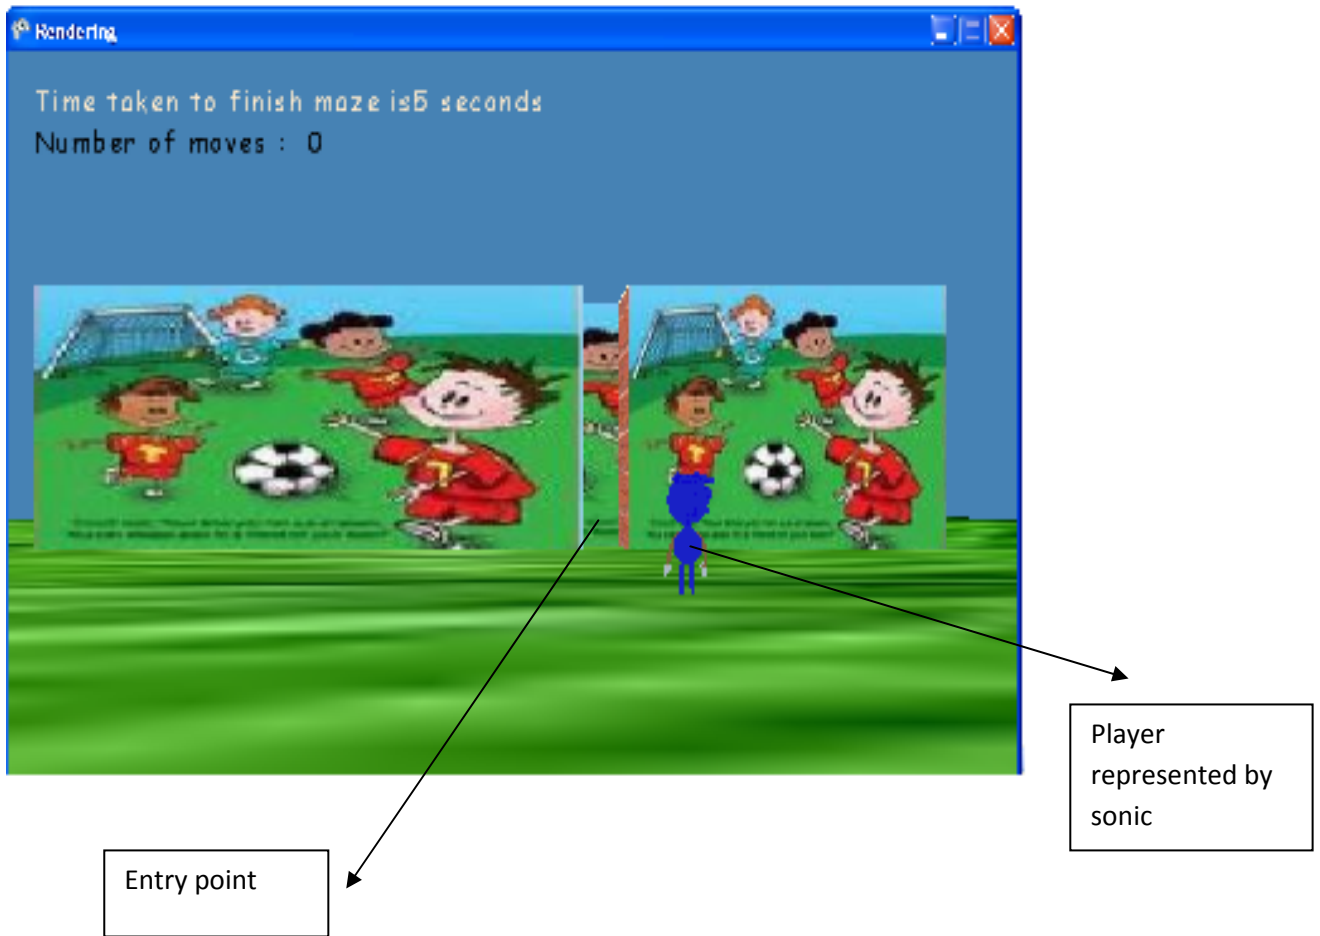 Rendering
Time taken to finish maze is5 seconds
Number of moves : 0
Player
represented by
sonic
Entry point